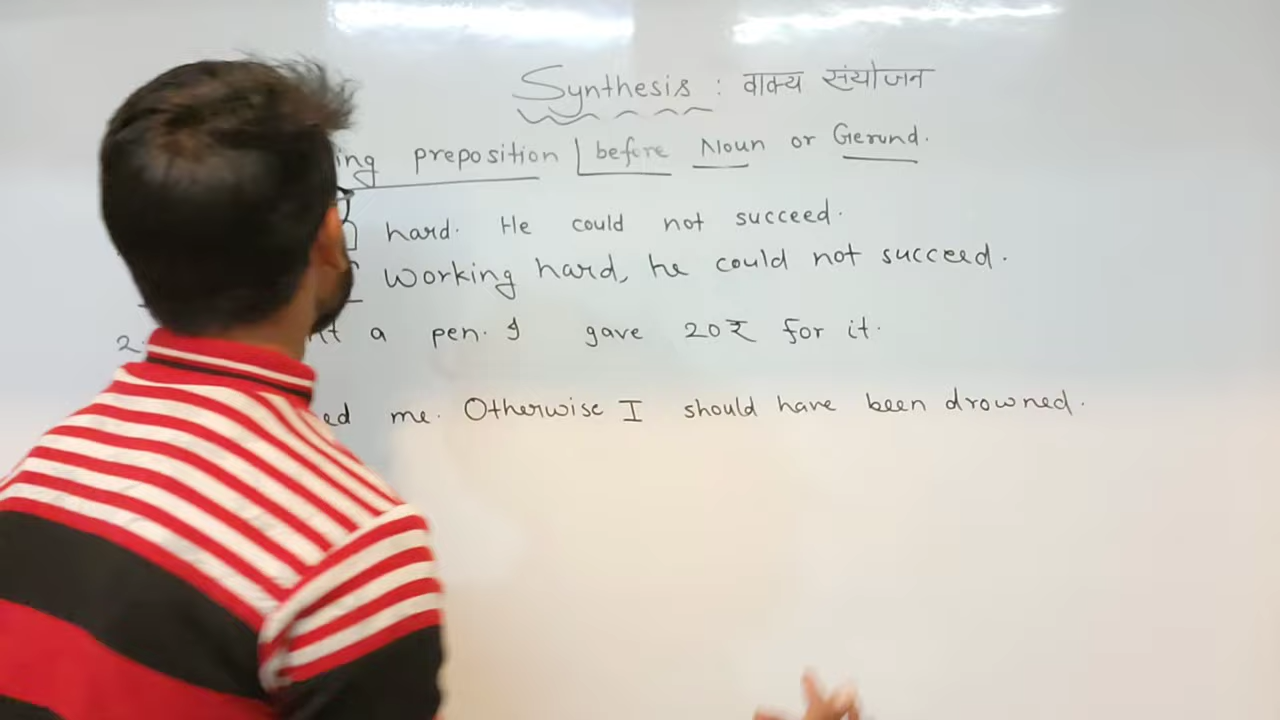 Synthesis : वाक्य संयोजन
ing preposition before Noun or Gerund.
hard. He could not succeed.
Working hard, he could not succeed.
2. a pen. I gave 20₹ for it.
ed me. Otherwise I should have been drowned.